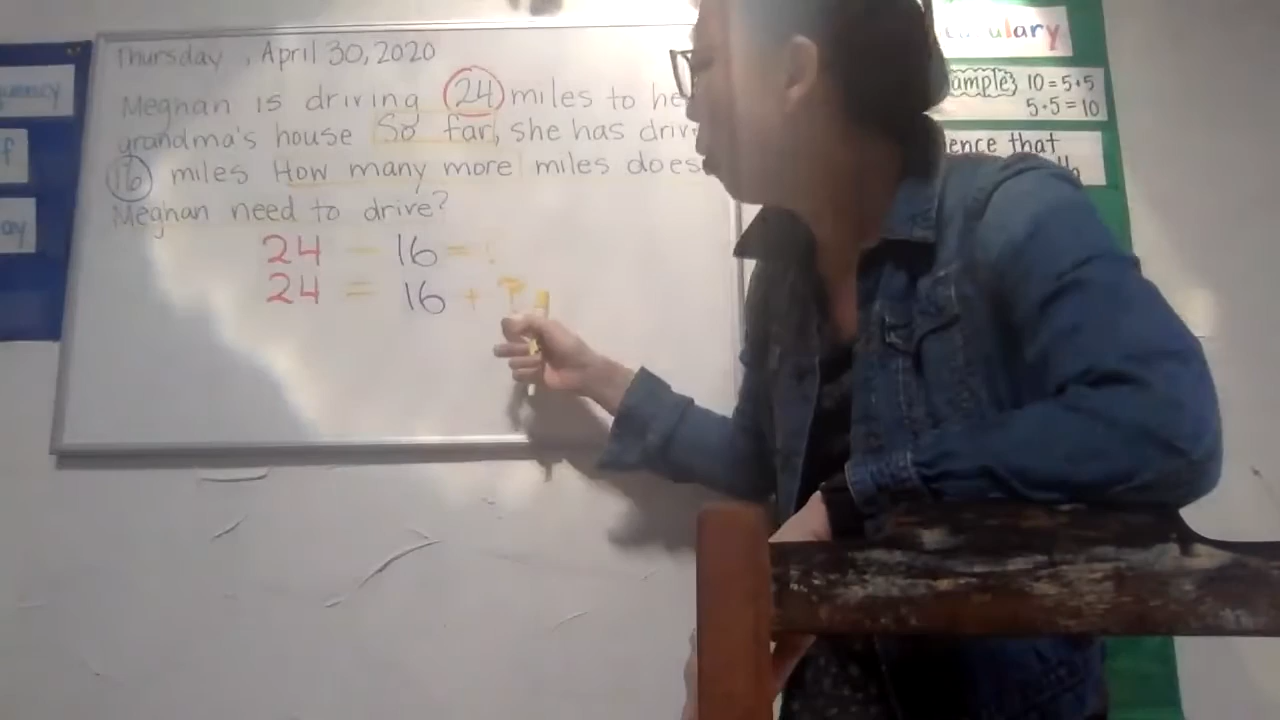 Thursday, April 30, 2020
Meghan is driving 24 miles to he
grandma's house So far, she has driv
16 miles How many more miles does
Meghan need to drive?
24 - 16 = ?
24 = 16 + ?
ulary
10 = 5+5
5+5=10
ence that
f
ay